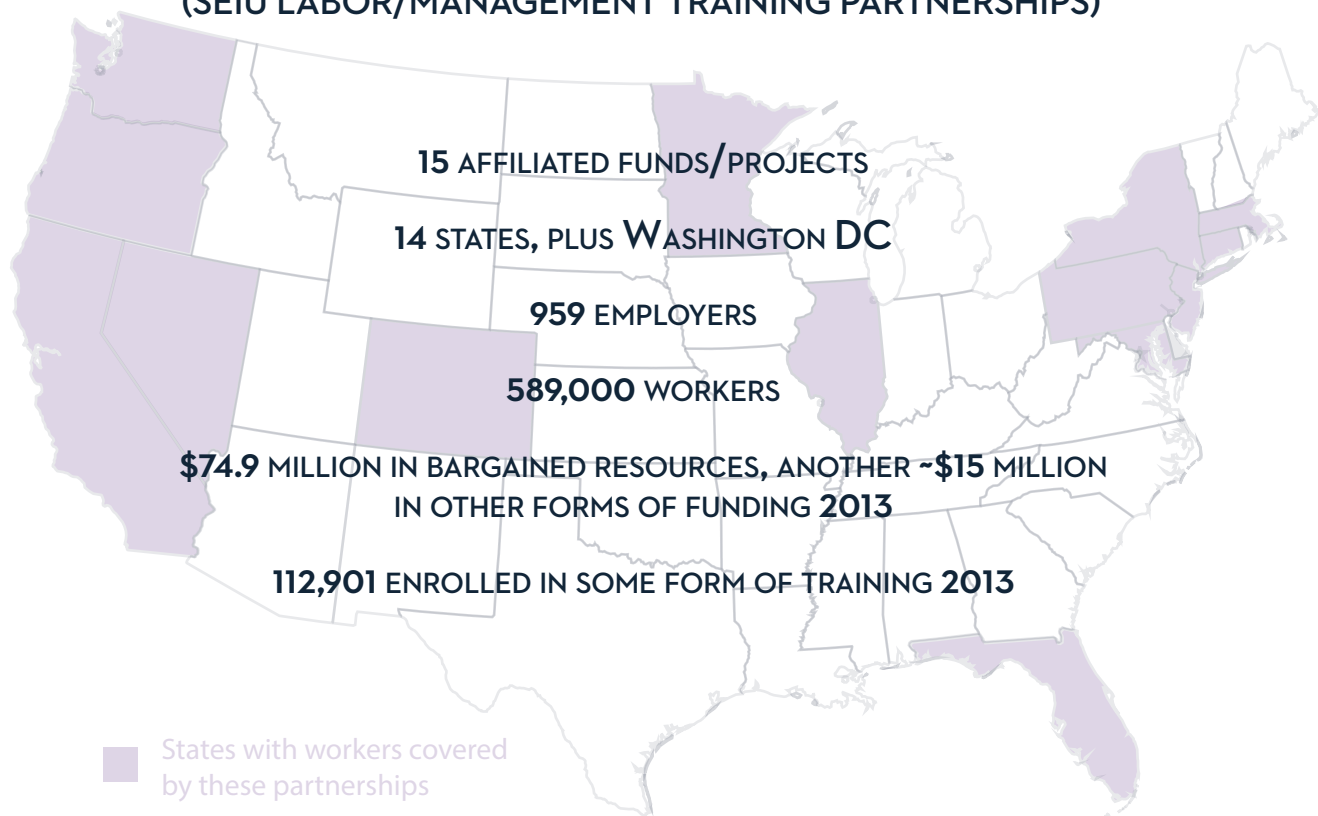 (SEIU LABOR/MANAGEMENT TRAINING PARTNERSHIPS)
15 AFFILIATED FUNDS/PROJECTS
14 STATES, PLUS WASHINGTON DC
959 EMPLOYERS
589,000 WORKERS
$74.9 MILLION IN BARGAINED RESOURCES, ANOTHER ~$15 MILLION
IN OTHER FORMS OF FUNDING 2013
112,901 ENROLLED IN SOME FORM OF TRAINING 2013
States with workers covered
by these partnerships